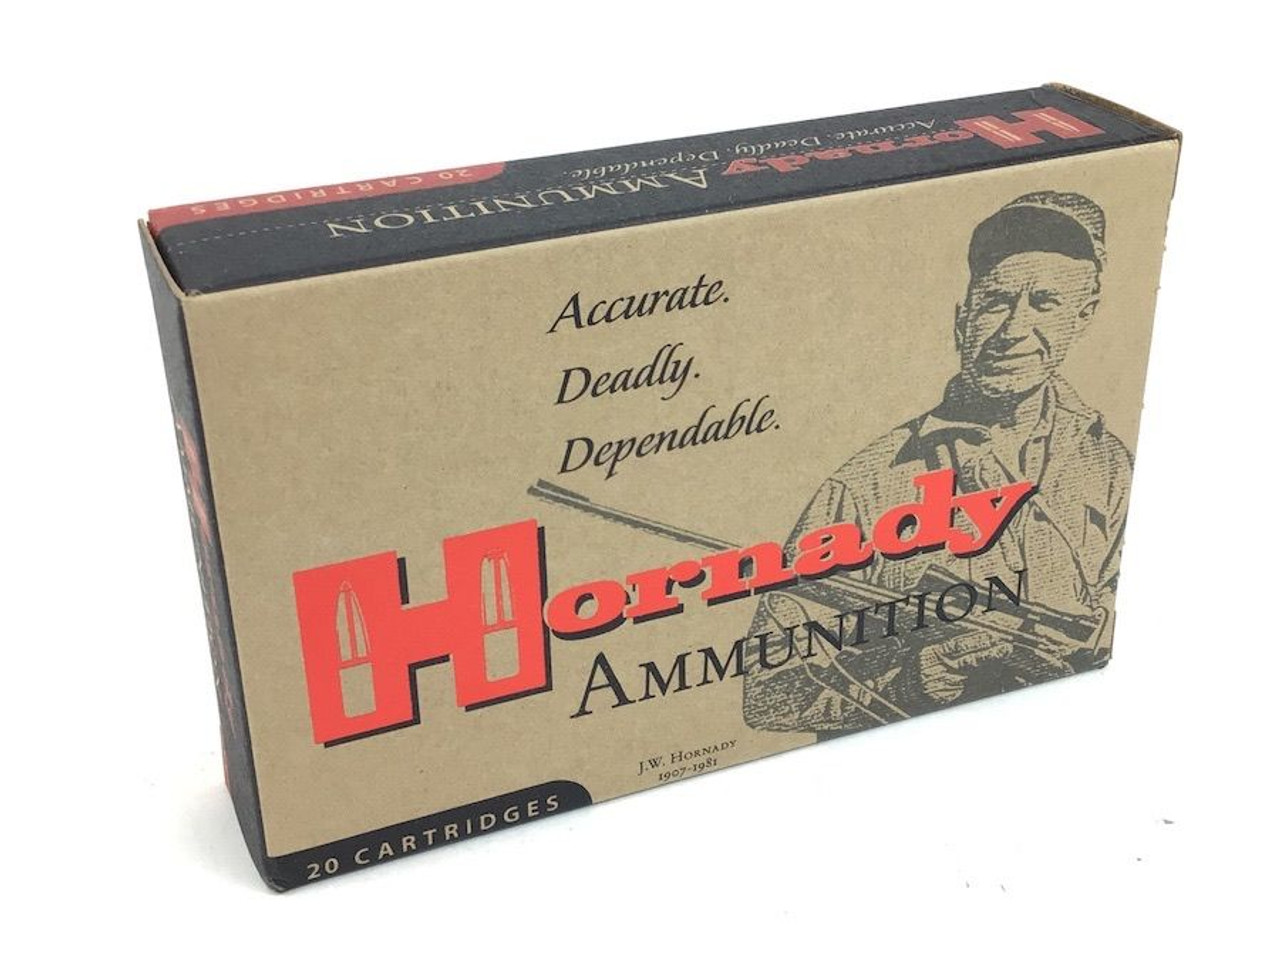 Hornady
Accurate. Deadly. Dependable.
AMMUNITION
20 CARTRIDGES
Accurate.
Deadly.
Dependable.
Hornady
AMMUNITION
J.W. HORNADY
1907-1981
20 CARTRIDGES